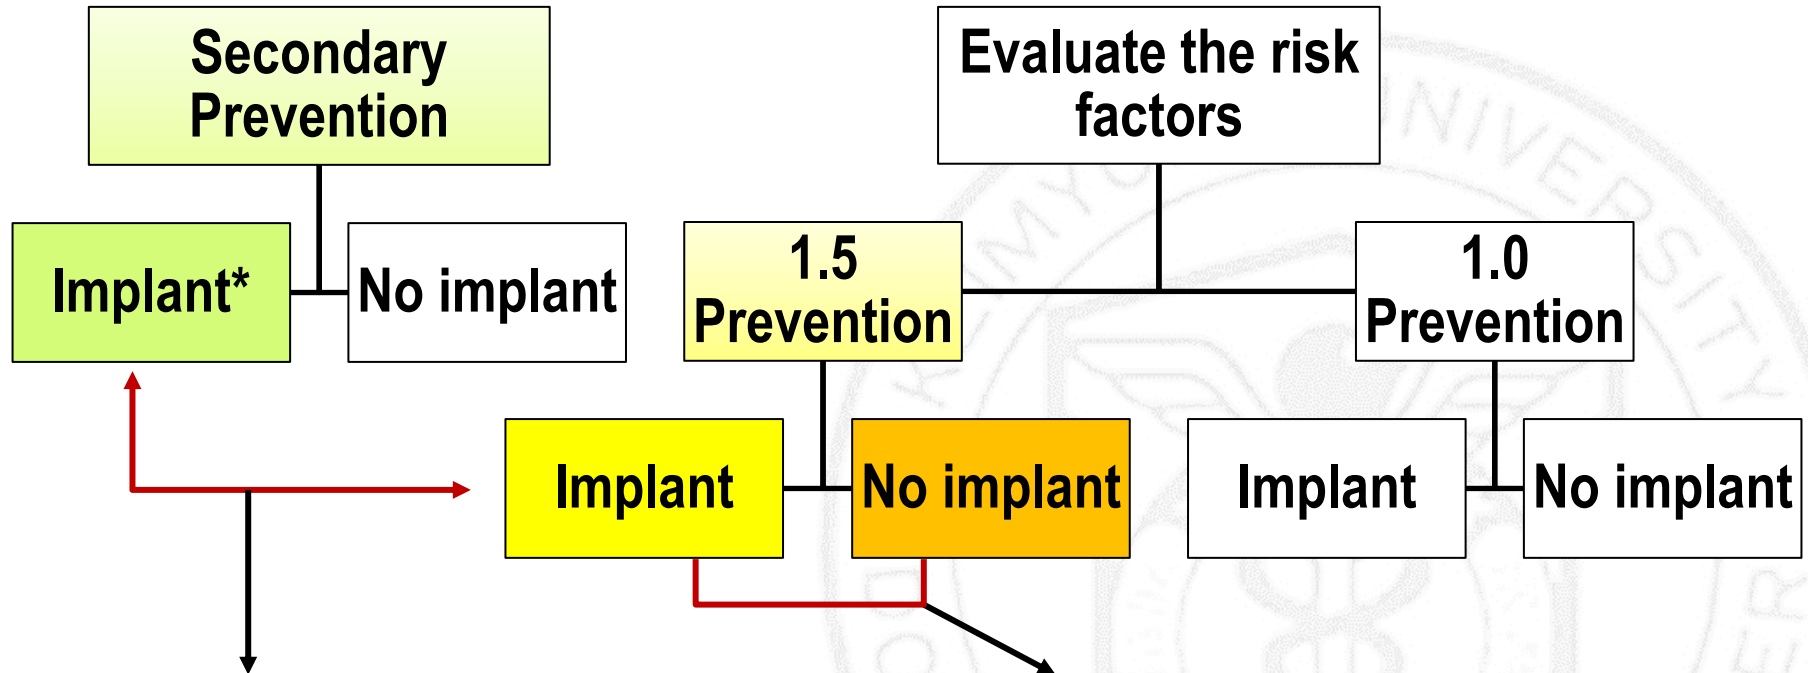 Secondary
Prevention
Evaluate the risk
factors
Implant*
No implant
1.5
Prevention
1.0
Prevention
Implant
No implant
Implant
No implant
UNIVERSITY